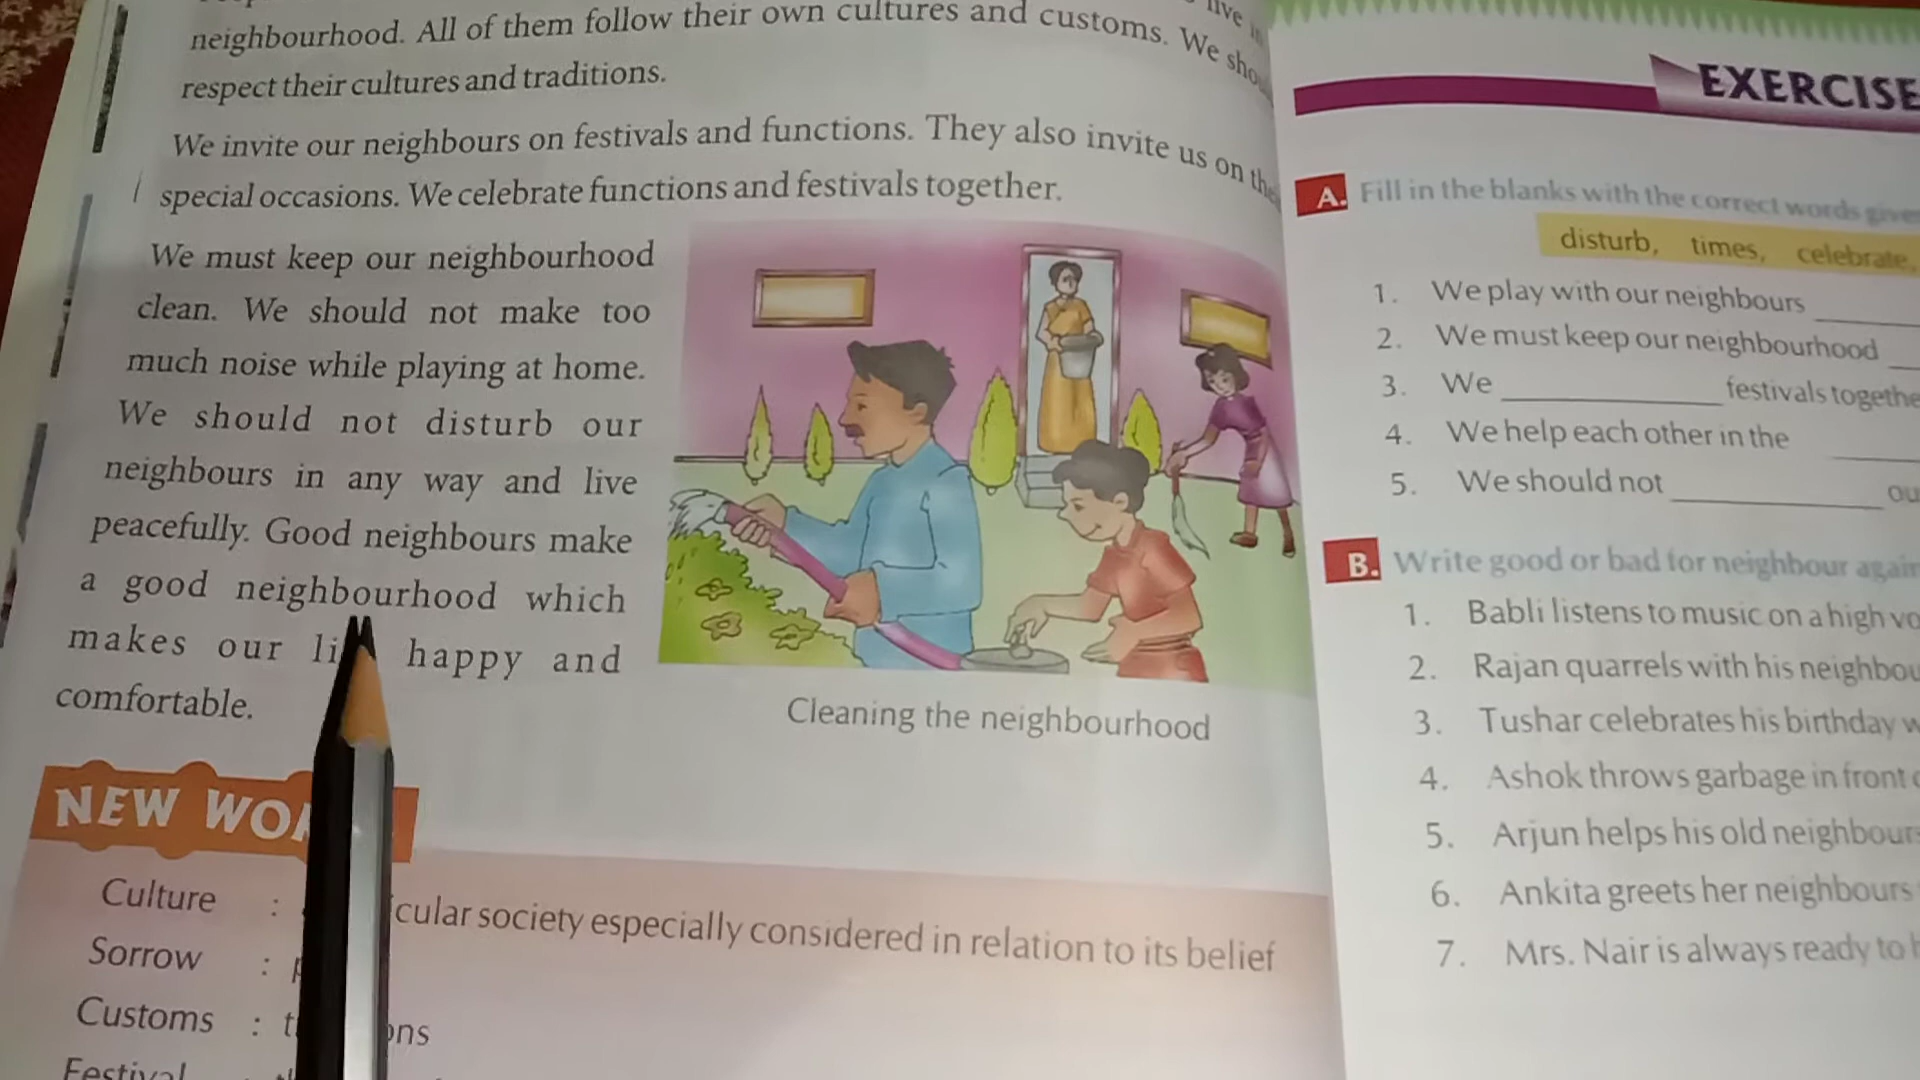 neighbourhood. All of them follow their own cultures and customs. We
respect their cultures and traditions.
We invite our neighbours on festivals and functions. They also invite us on
special occasions. We celebrate functions and festivals together.
We must keep our neighbourhood
clean. We should not make too
much noise while playing at home.
We should not disturb our
neighbours in any way and live
peacefully. Good neighbours make
a good neighbourhood which
makes our happy and
comfortable.
Cleaning the neighbourhood
NEW
Culture : society especially considered in relation to its belief
Sorrow :
Customs :
Festival
EXERCISE
A. Fill in the blanks with the correct words
disturb, times, celebrate,
1. We play with our neighbours ____
2. We must keep our neighbourhood ____
3. We ____ festivals
4. We help each other in the ____
5. We should not ____
B. Write good or bad for neighbour
1. Babli listens to music on a high
2. Rajan quarrels with his
3. Tushar celebrates his birthday
4. Ashok throws garbage in front
5. Arjun helps his old
6. Ankita greets her neighbours
7. Mrs. Nair is always ready to